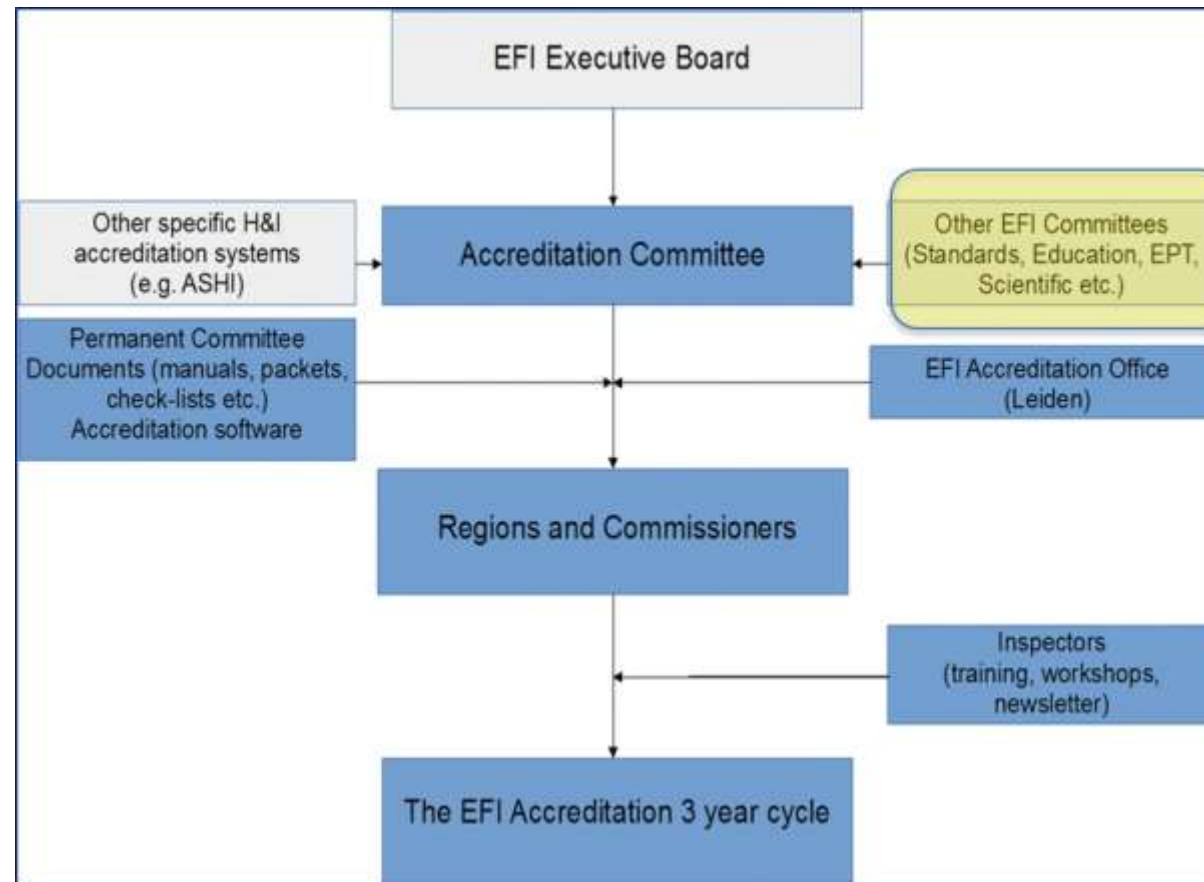 EFI Executive Board
Other specific H&I
accreditation systems
(e.g. ASHI)
Accreditation Committee
Other EFI Committees
(Standards, Education, EPT,
Scientific etc.)
Permanent Committee
Documents (manuals, packets,
check-lists etc.)
Accreditation software
EFI Accreditation Office
(Leiden)
Regions and Commissioners
Inspectors
(training, workshops,
newsletter)
The EFI Accreditation 3 year cycle